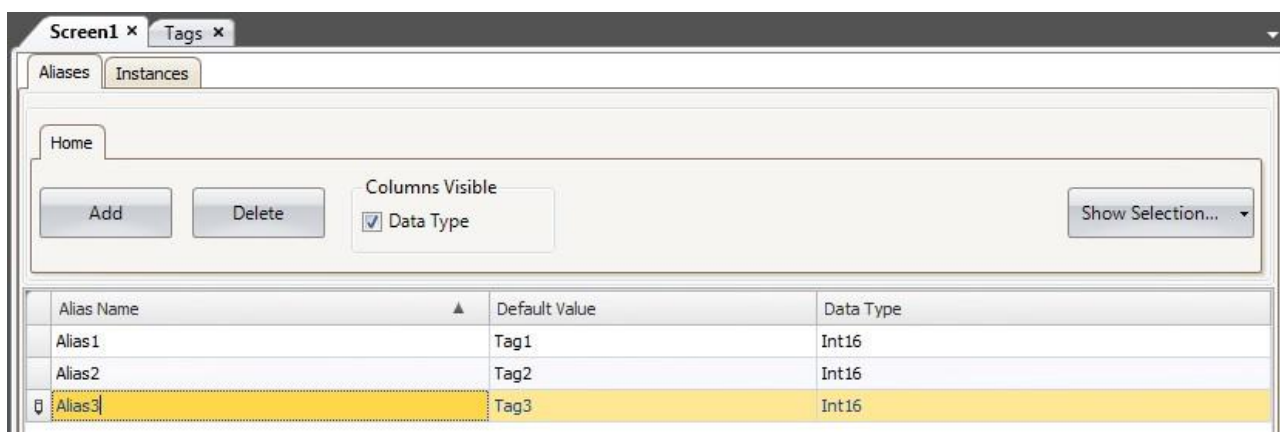 Screen1 × Tags ×
Aliases Instances
Home
Columns Visible
Add Delete Data Type Show Selection...
Alias Name Default Value Data Type
Alias1 Tag1 Int16
Alias2 Tag2 Int16
Alias3 Tag3 Int16